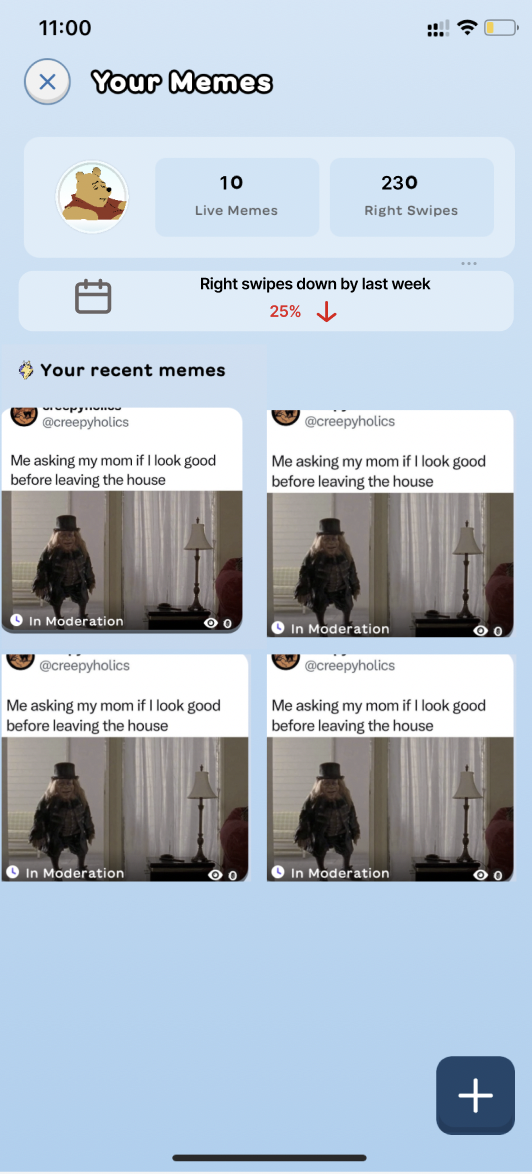 11:00
Your Memes
10
Live Memes
230
Right Swipes
Right swipes down by last week
25%
Your recent memes
creepyholics
@creepyholics
Me asking my mom if I look good
before leaving the house
In Moderation
0
@creepyholics
Me asking my mom if I look good
before leaving the house
In Moderation
0
@creepyholics
Me asking my mom if I look good
before leaving the house
In Moderation
0
@creepyholics
Me asking my mom if I look good
before leaving the house
In Moderation
0